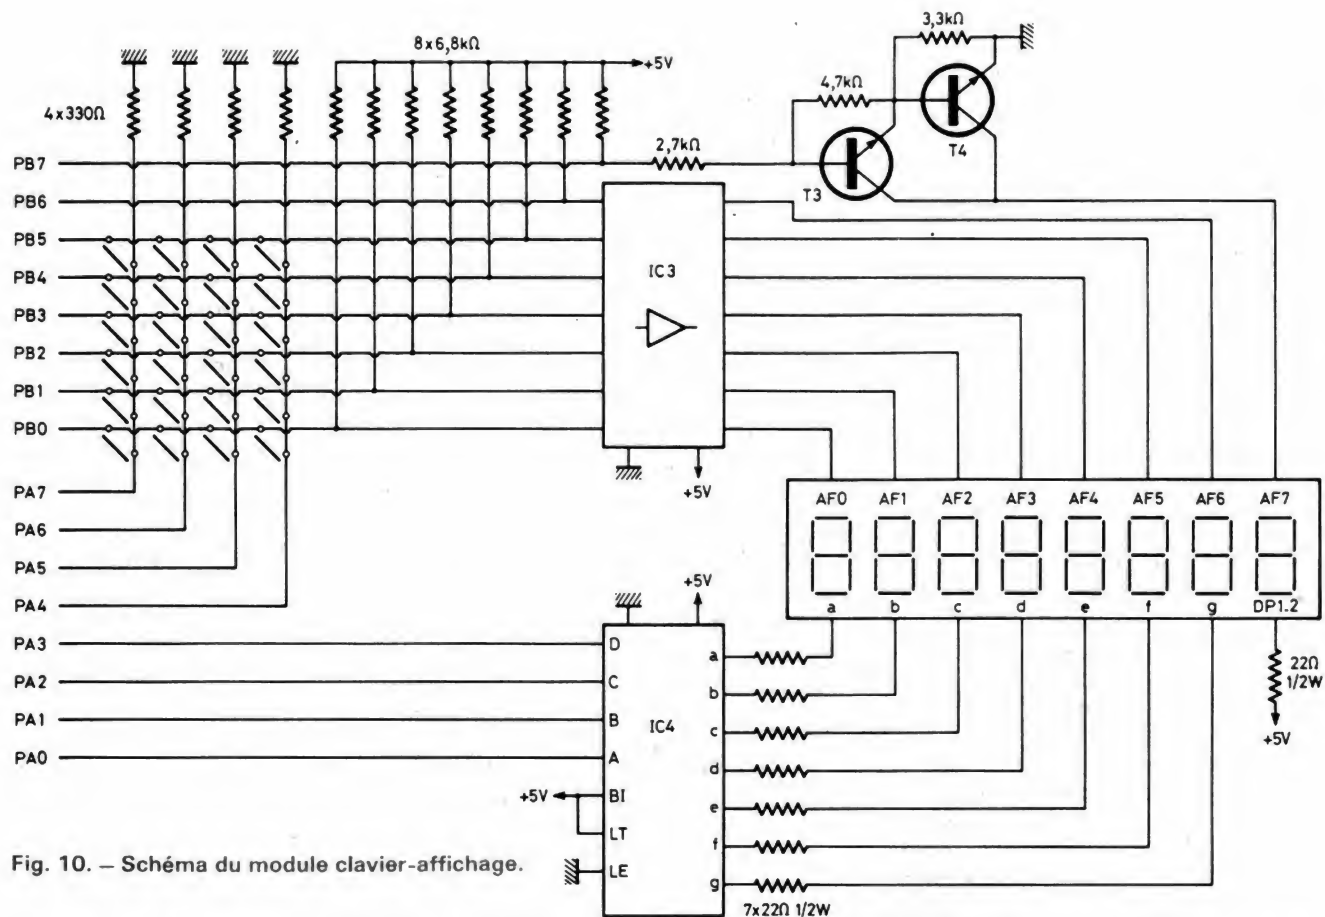 3,3kΩ
8x6,8kΩ
+5V
4,7kΩ
4x330Ω
2,7kΩ
T4
T3
PB7
PB6
PB5
PB4
PB3
PB2
PB1
PB0
IC3
+5V
PA7
PA6
PA5
PA4
PA3
PA2
PA1
PA0
AF0 AF1 AF2 AF3 AF4 AF5 AF6 AF7
a b c d e f g DP1.2
+5V
D
C
B
A
BI
LT
LE
IC4
a
b
c
d
e
f
g
+5V
22Ω
1/2W
+5V
7x22Ω 1/2W
Fig. 10. – Schéma du module clavier-affichage.